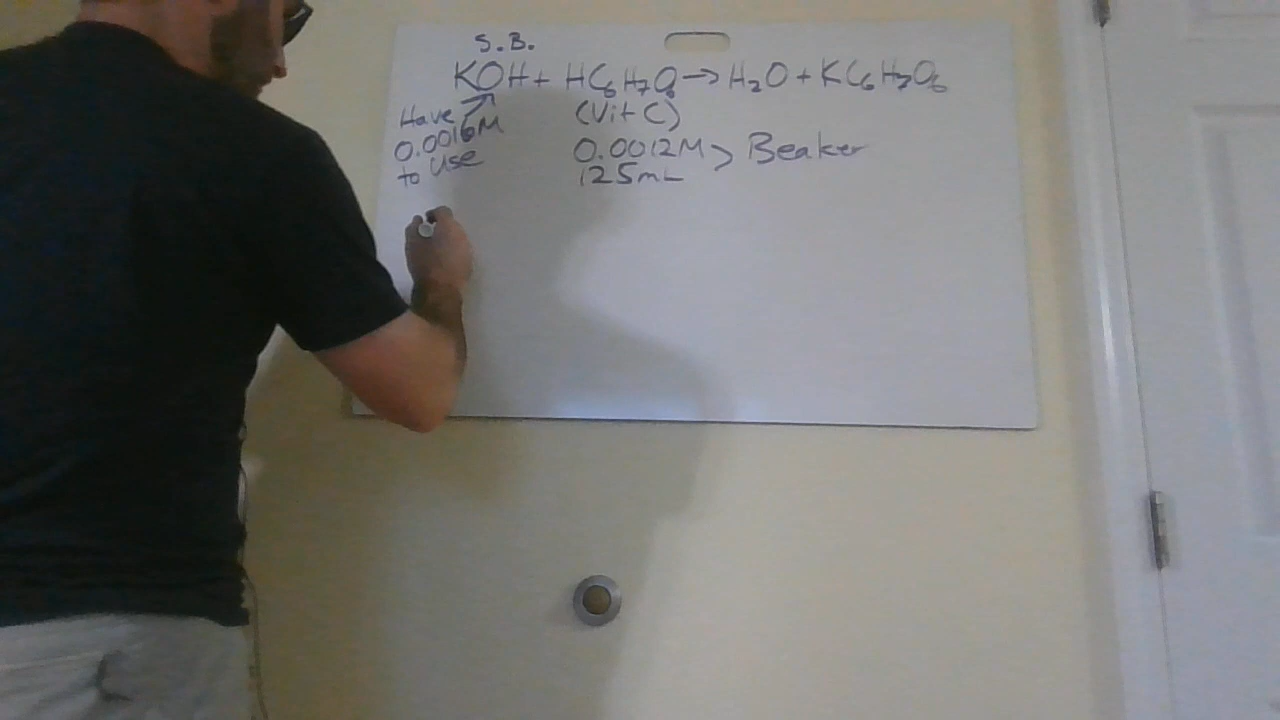 S.B.
KOH + HC₆H₇O₆ → H₂O + KC₆H₇O₆
Have
0.0016M
to Use
(Vit C)
0.0012M > Beaker
125mL